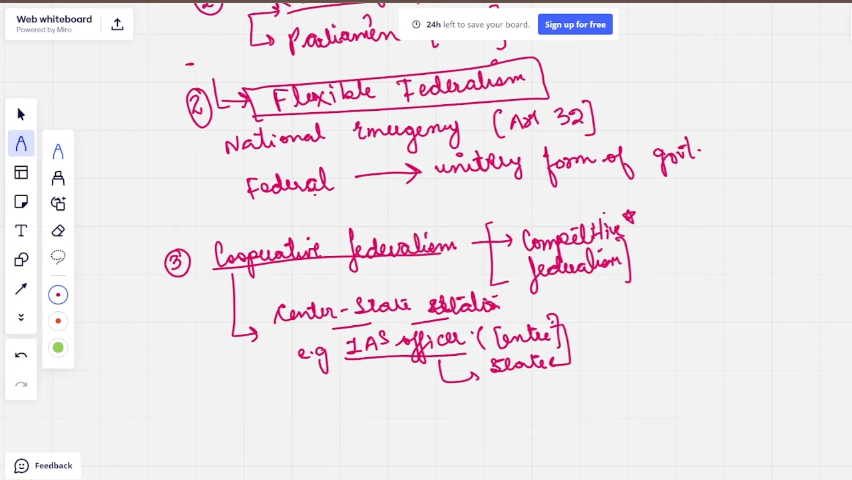 Web whiteboard
Powered by Miro
24h left to save your board.
Sign up for free
Parliamen
② Flexible Federalism
National Emergency [Art 32]
Federal → unitary form of govt.
③ Cooperative federalism → Competitive
federalism
Center-State
e.g IAS officer · ([entre]
State
T
Feedback